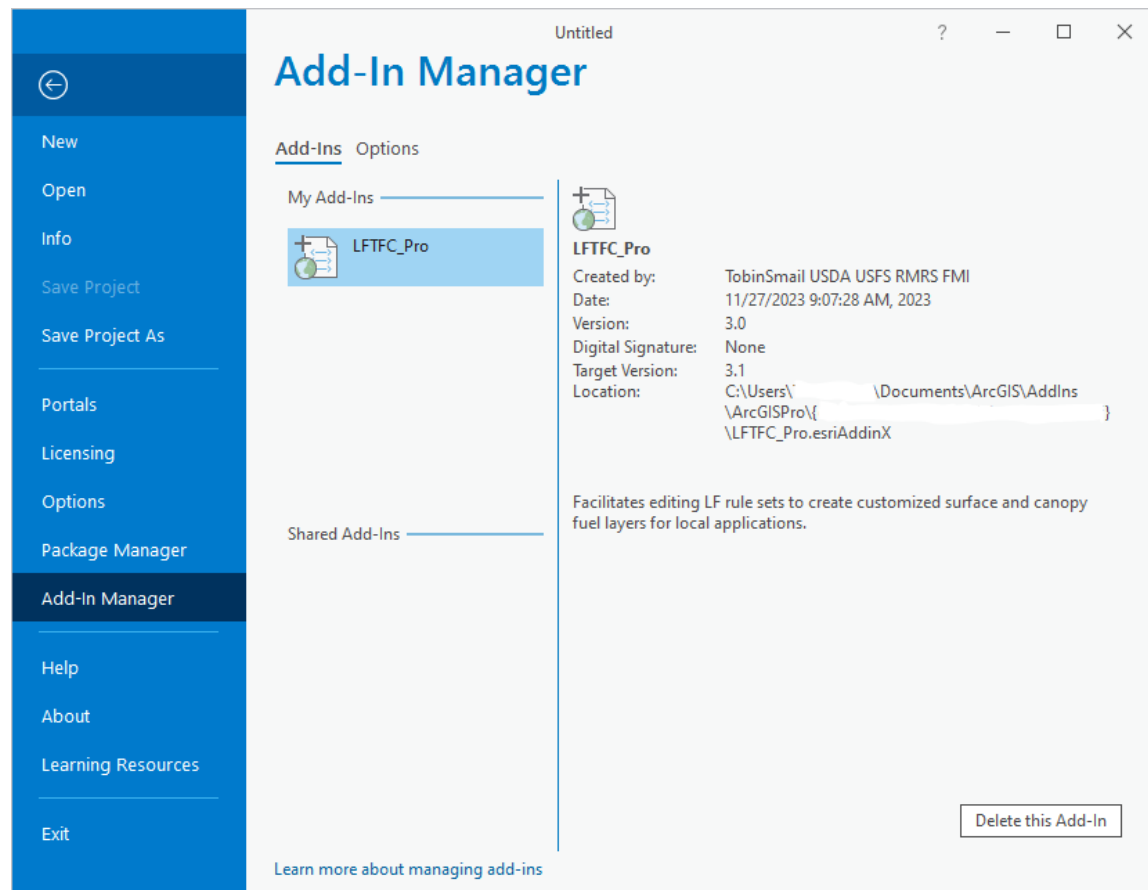 Untitled
?
Add-In Manager
New
Open
Info
Save Project
Save Project As
Portals
Licensing
Options
Package Manager
Add-In Manager
Help
About
Learning Resources
Exit
Add-Ins Options
My Add-Ins
LFTFC_Pro
Shared Add-Ins
LFTFC_Pro
Created by: TobinSmail USDA USFS RMRS FMI
Date: 11/27/2023 9:07:28 AM, 2023
Version: 3.0
Digital Signature: None
Target Version: 3.1
Location: C:\Users\ \Documents\ArcGIS\AddIns
\ArcGISPro\{ }
\LFTFC_Pro.esriAddinX
Facilitates editing LF rule sets to create customized surface and canopy
fuel layers for local applications.
Delete this Add-In
Learn more about managing add-ins